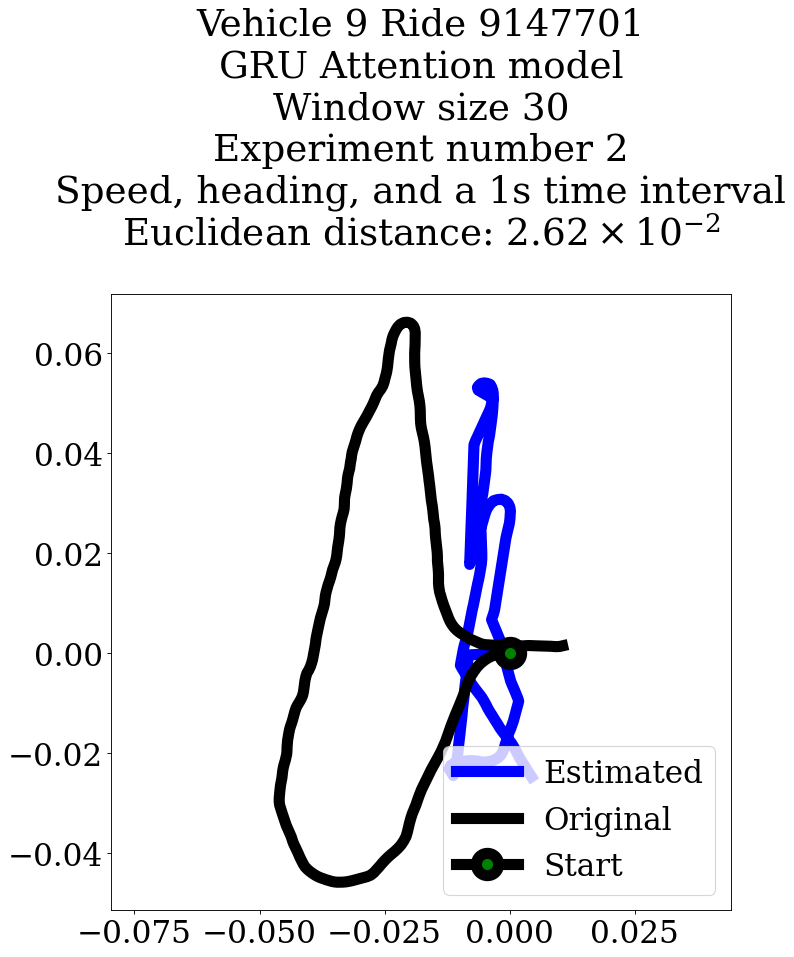 Vehicle 9 Ride 9147701
GRU Attention model
Window size 30
Experiment number 2
Speed, heading, and a 1s time interval
Euclidean distance: 2.62 × 10⁻²
0.06
0.04
0.02
0.00
−0.02
−0.04
Estimated
Original
Start
−0.075 −0.050 −0.025 0.000 0.025